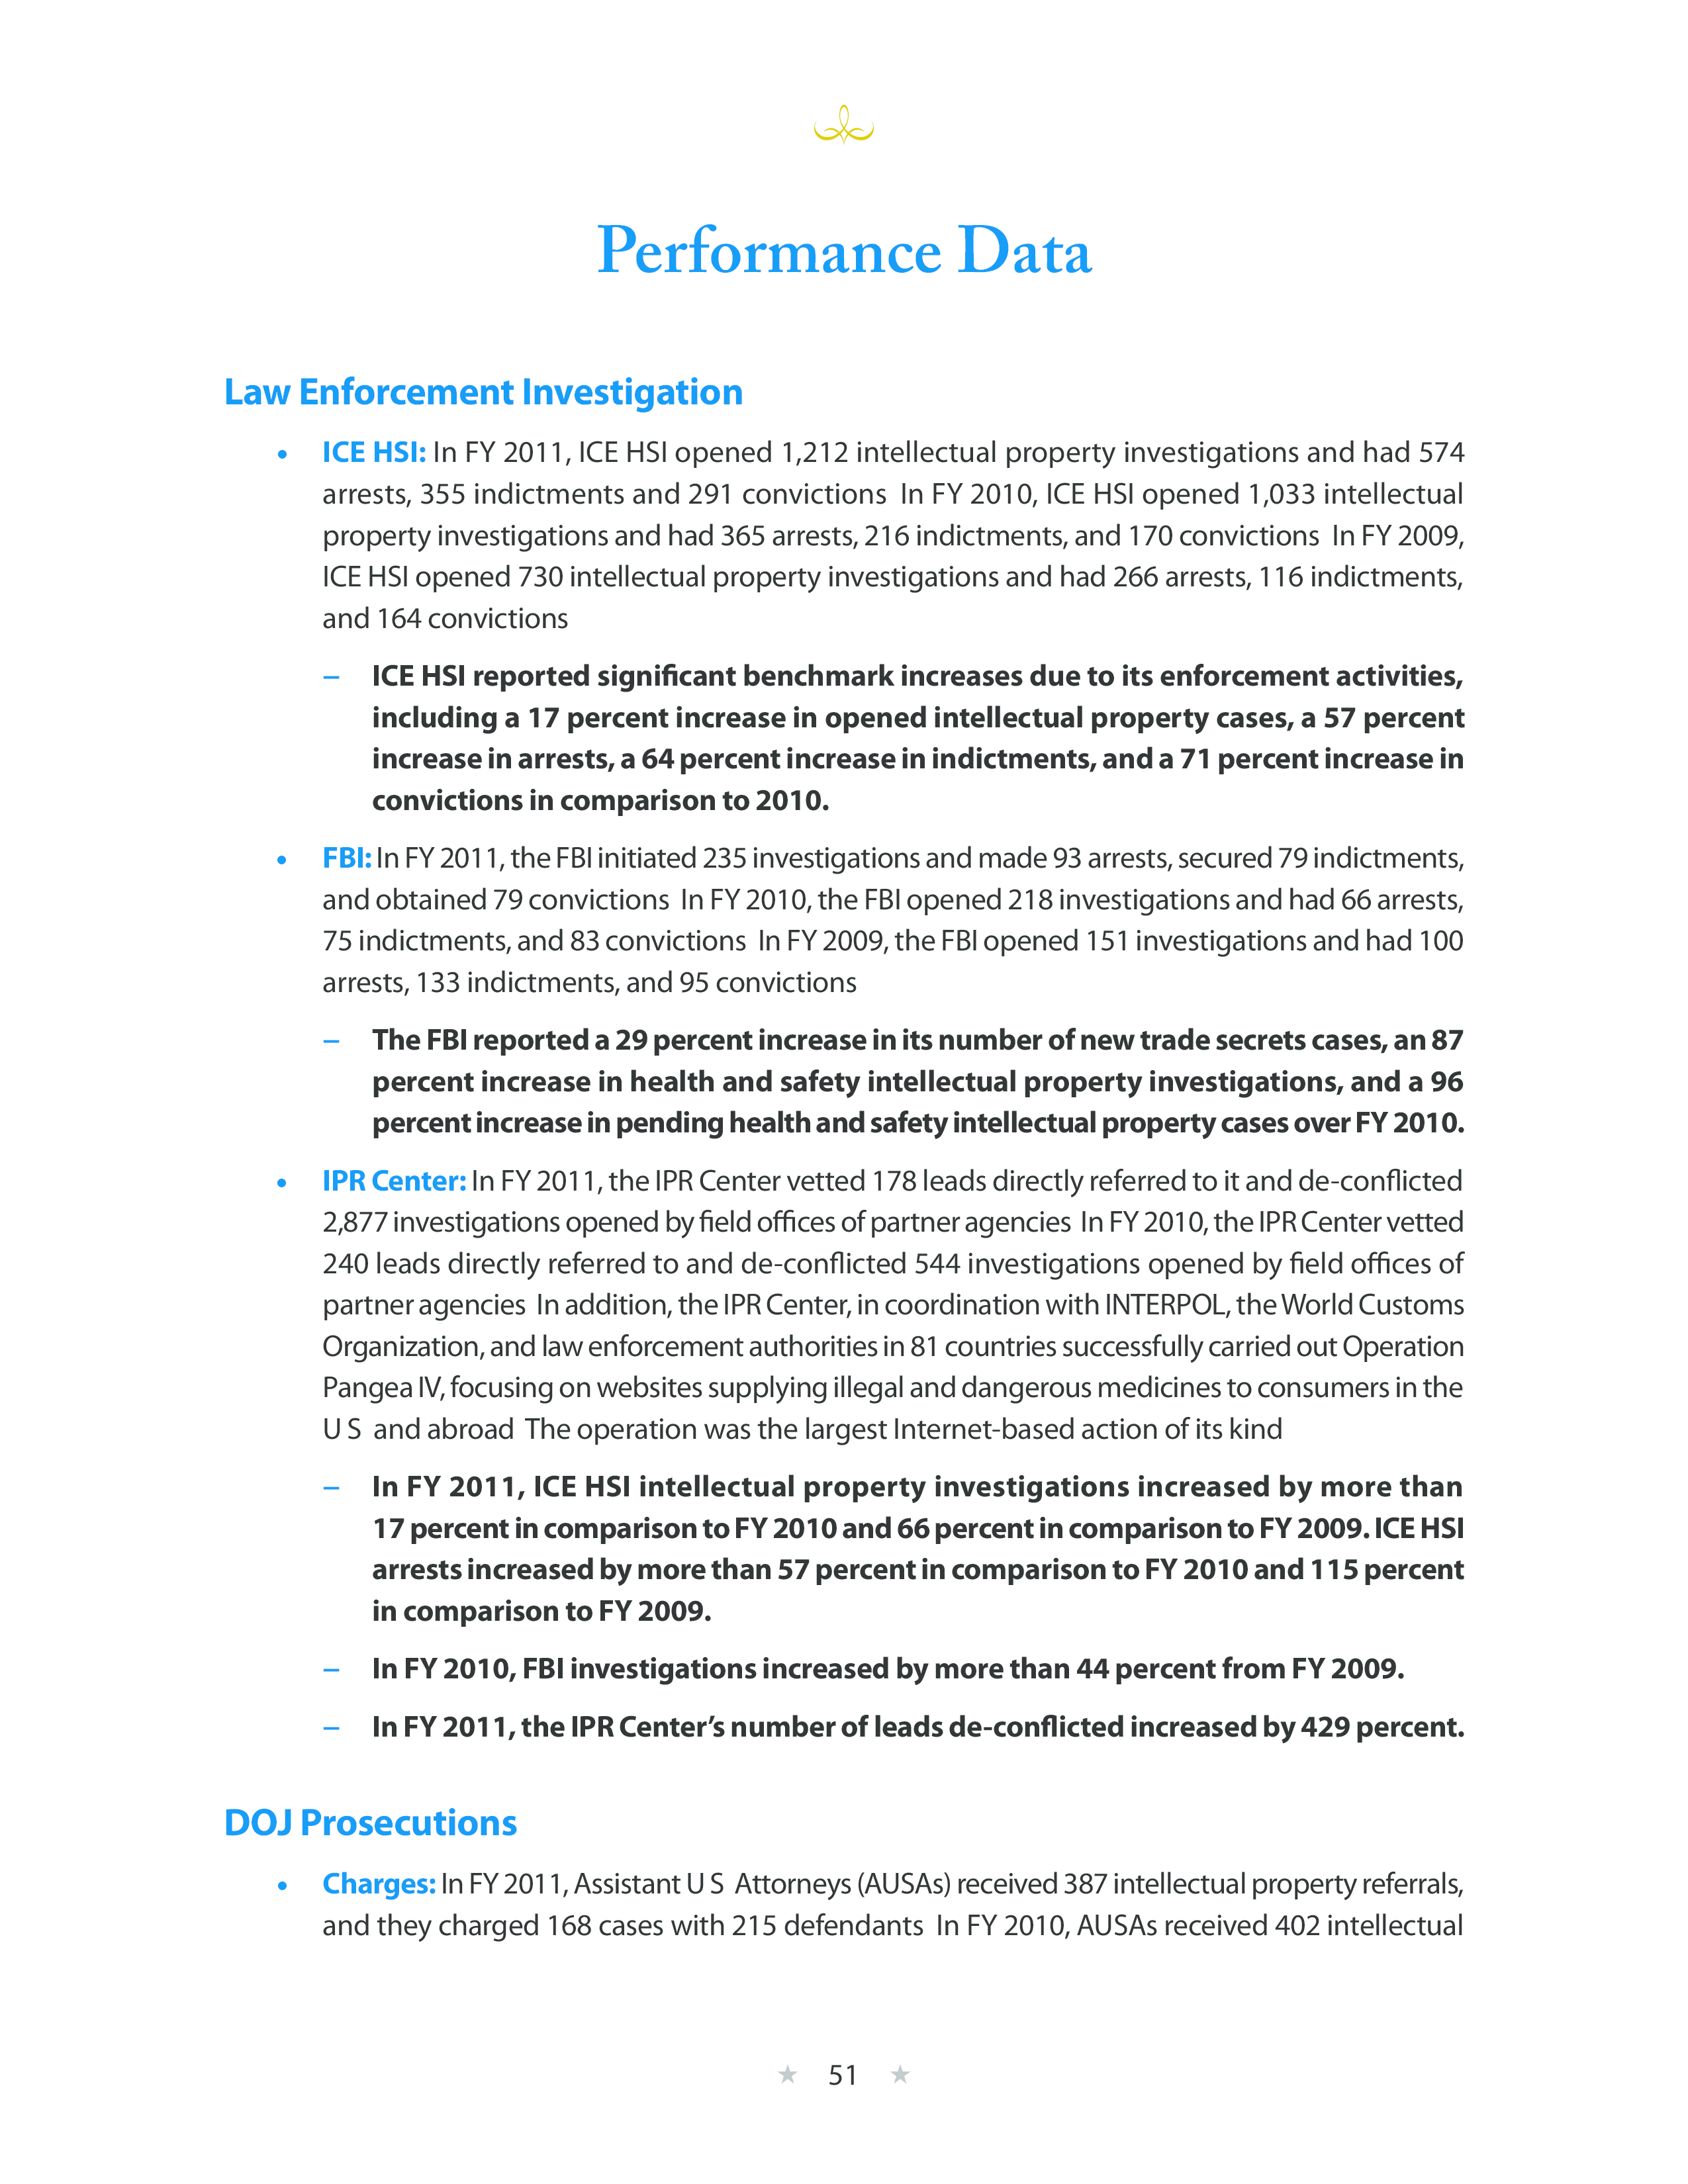 Performance Data
Law Enforcement Investigation
• ICE HSI: In FY 2011, ICE HSI opened 1,212 intellectual property investigations and had 574
arrests, 355 indictments and 291 convictions In FY 2010, ICE HSI opened 1,033 intellectual
property investigations and had 365 arrests, 216 indictments, and 170 convictions In FY 2009,
ICE HSI opened 730 intellectual property investigations and had 266 arrests, 116 indictments,
and 164 convictions
– ICE HSI reported significant benchmark increases due to its enforcement activities,
including a 17 percent increase in opened intellectual property cases, a 57 percent
increase in arrests, a 64 percent increase in indictments, and a 71 percent increase in
convictions in comparison to 2010.
• FBI: In FY 2011, the FBI initiated 235 investigations and made 93 arrests, secured 79 indictments,
and obtained 79 convictions In FY 2010, the FBI opened 218 investigations and had 66 arrests,
75 indictments, and 83 convictions In FY 2009, the FBI opened 151 investigations and had 100
arrests, 133 indictments, and 95 convictions
– The FBI reported a 29 percent increase in its number of new trade secrets cases, an 87
percent increase in health and safety intellectual property investigations, and a 96
percent increase in pending health and safety intellectual property cases over FY 2010.
• IPR Center: In FY 2011, the IPR Center vetted 178 leads directly referred to it and de-conflicted
2,877 investigations opened by field offices of partner agencies In FY 2010, the IPR Center vetted
240 leads directly referred to and de-conflicted 544 investigations opened by field offices of
partner agencies In addition, the IPR Center, in coordination with INTERPOL, the World Customs
Organization, and law enforcement authorities in 81 countries successfully carried out Operation
Pangea IV, focusing on websites supplying illegal and dangerous medicines to consumers in the
U S and abroad The operation was the largest Internet-based action of its kind
– In FY 2011, ICE HSI intellectual property investigations increased by more than
17 percent in comparison to FY 2010 and 66 percent in comparison to FY 2009. ICE HSI
arrests increased by more than 57 percent in comparison to FY 2010 and 115 percent
in comparison to FY 2009.
– In FY 2010, FBI investigations increased by more than 44 percent from FY 2009.
– In FY 2011, the IPR Center’s number of leads de-conflicted increased by 429 percent.
DOJ Prosecutions
• Charges: In FY 2011, Assistant U S Attorneys (AUSAs) received 387 intellectual property referrals,
and they charged 168 cases with 215 defendants In FY 2010, AUSAs received 402 intellectual
★ 51 ★